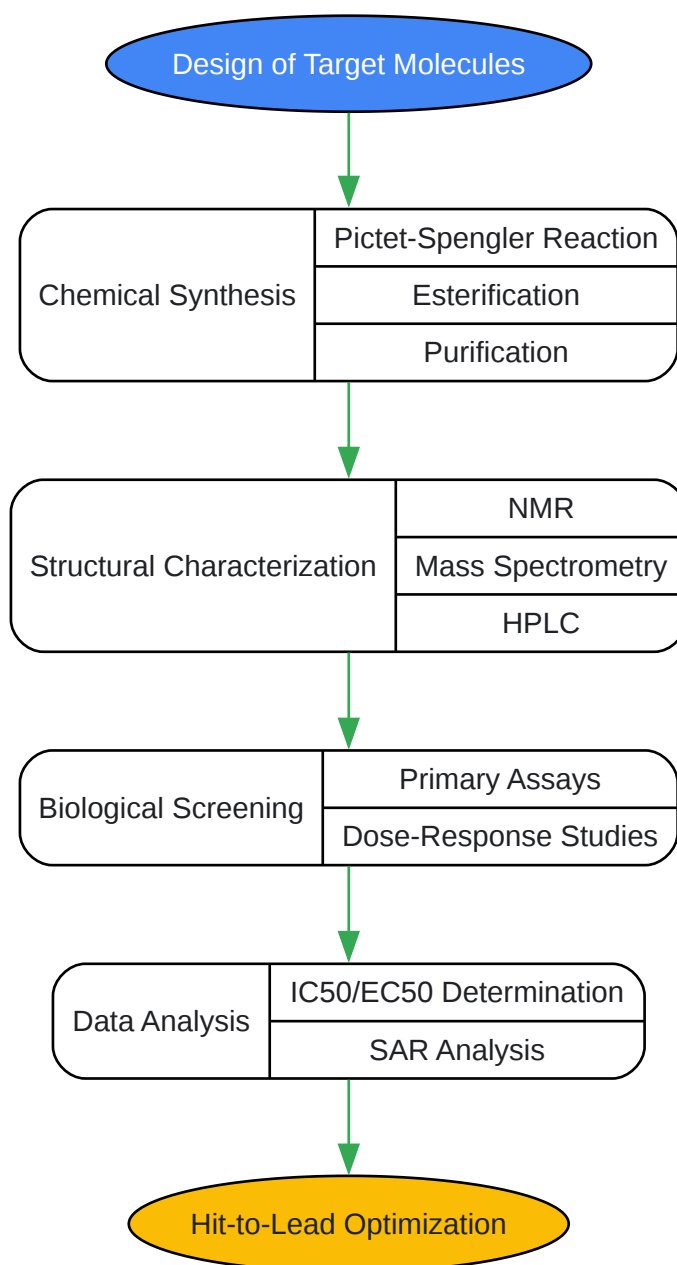 Design of Target Molecules
Chemical Synthesis
Pictet-Spengler Reaction
Esterification
Purification
Structural Characterization
NMR
Mass Spectrometry
HPLC
Biological Screening
Primary Assays
Dose-Response Studies
Data Analysis
IC50/EC50 Determination
SAR Analysis
Hit-to-Lead Optimization